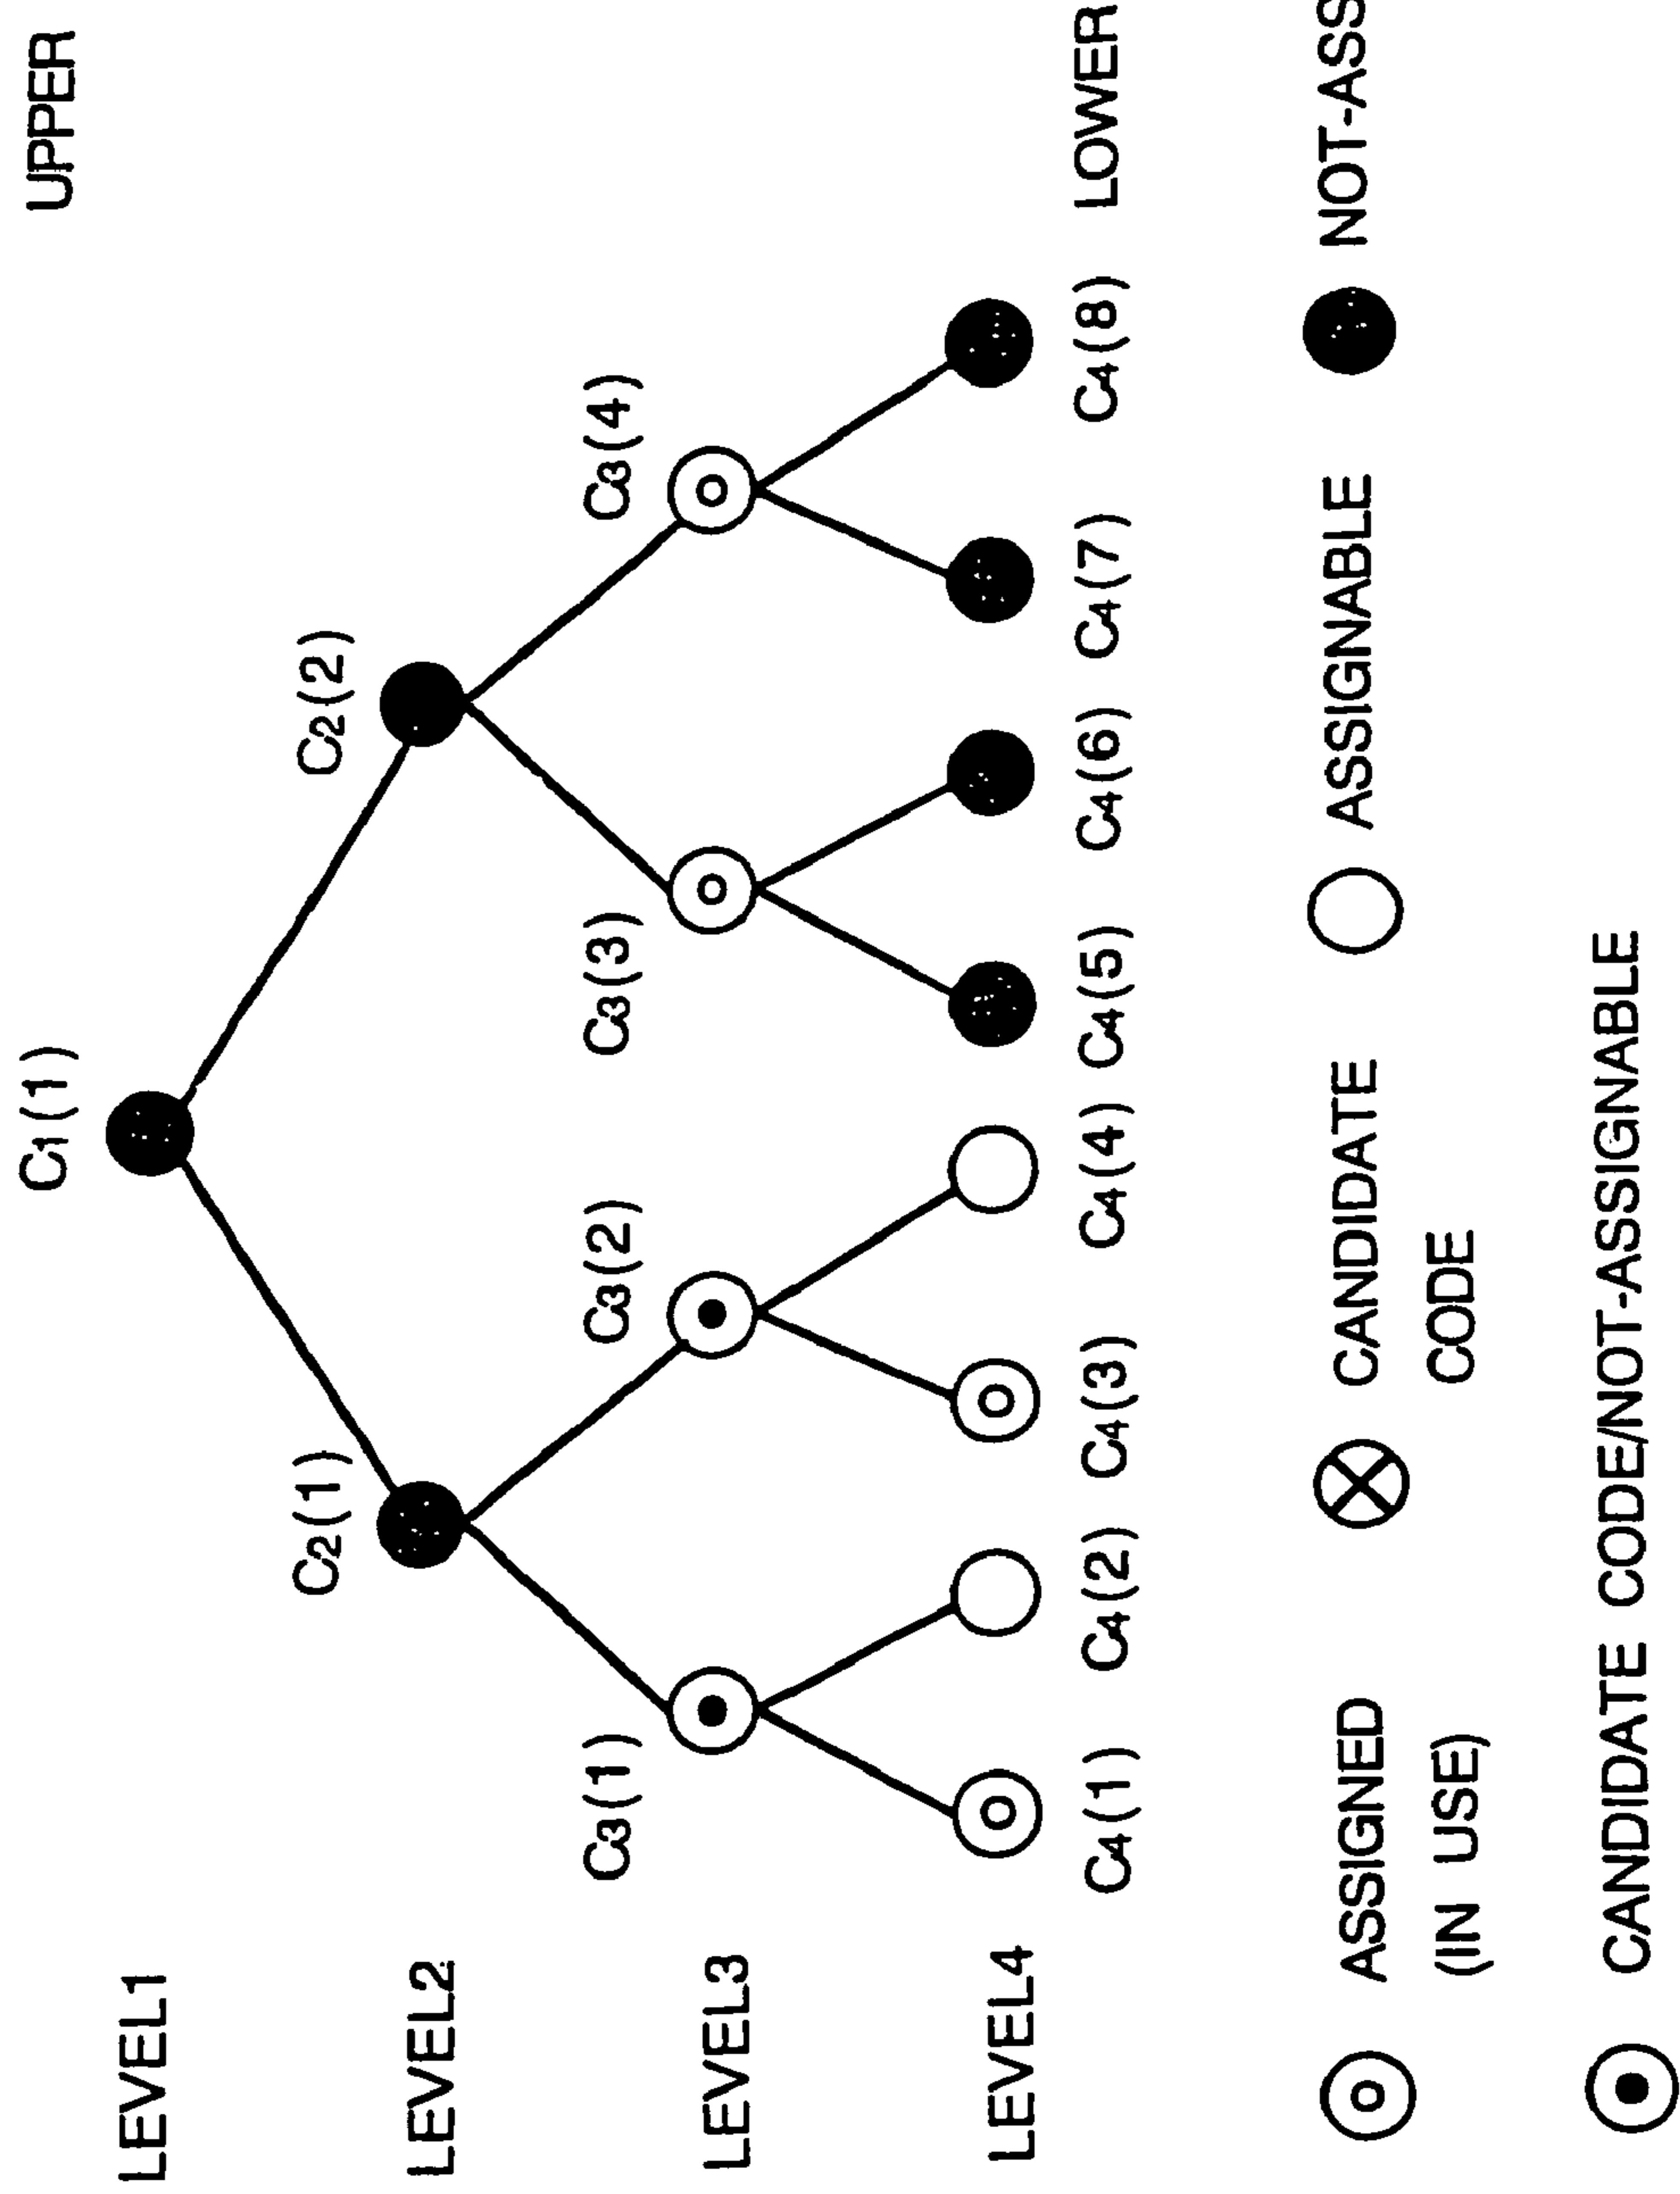 UPPER
C1(1)
LEVEL1
C2(1) C2(2)
LEVEL2
C3(1) C3(2) C3(3) C3(4)
LEVEL3
LEVEL4
C4(1) C4(2) C4(3) C4(4) C4(5) C4(6) C4(7) C4(8) LOWER
ASSIGNED CANDIDATE ASSIGNABLE NOT-ASS
(IN USE) CODE
CANDIDATE CODE/NOT-ASSIGNABLE